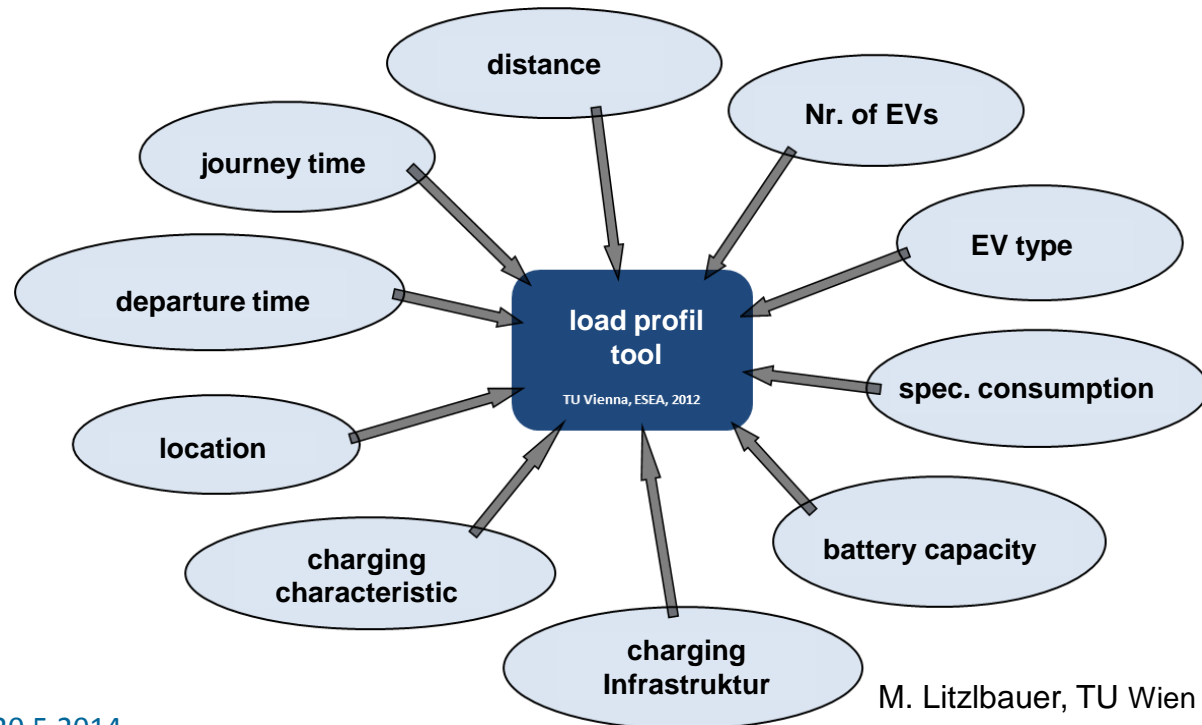 distance
Nr. of EVs
journey time
EV type
departure time
load profil
tool
TU Vienna, ESEA, 2012
spec. consumption
location
battery capacity
charging
characteristic
charging
Infrastruktur
M. Litzlbauer, TU Wien